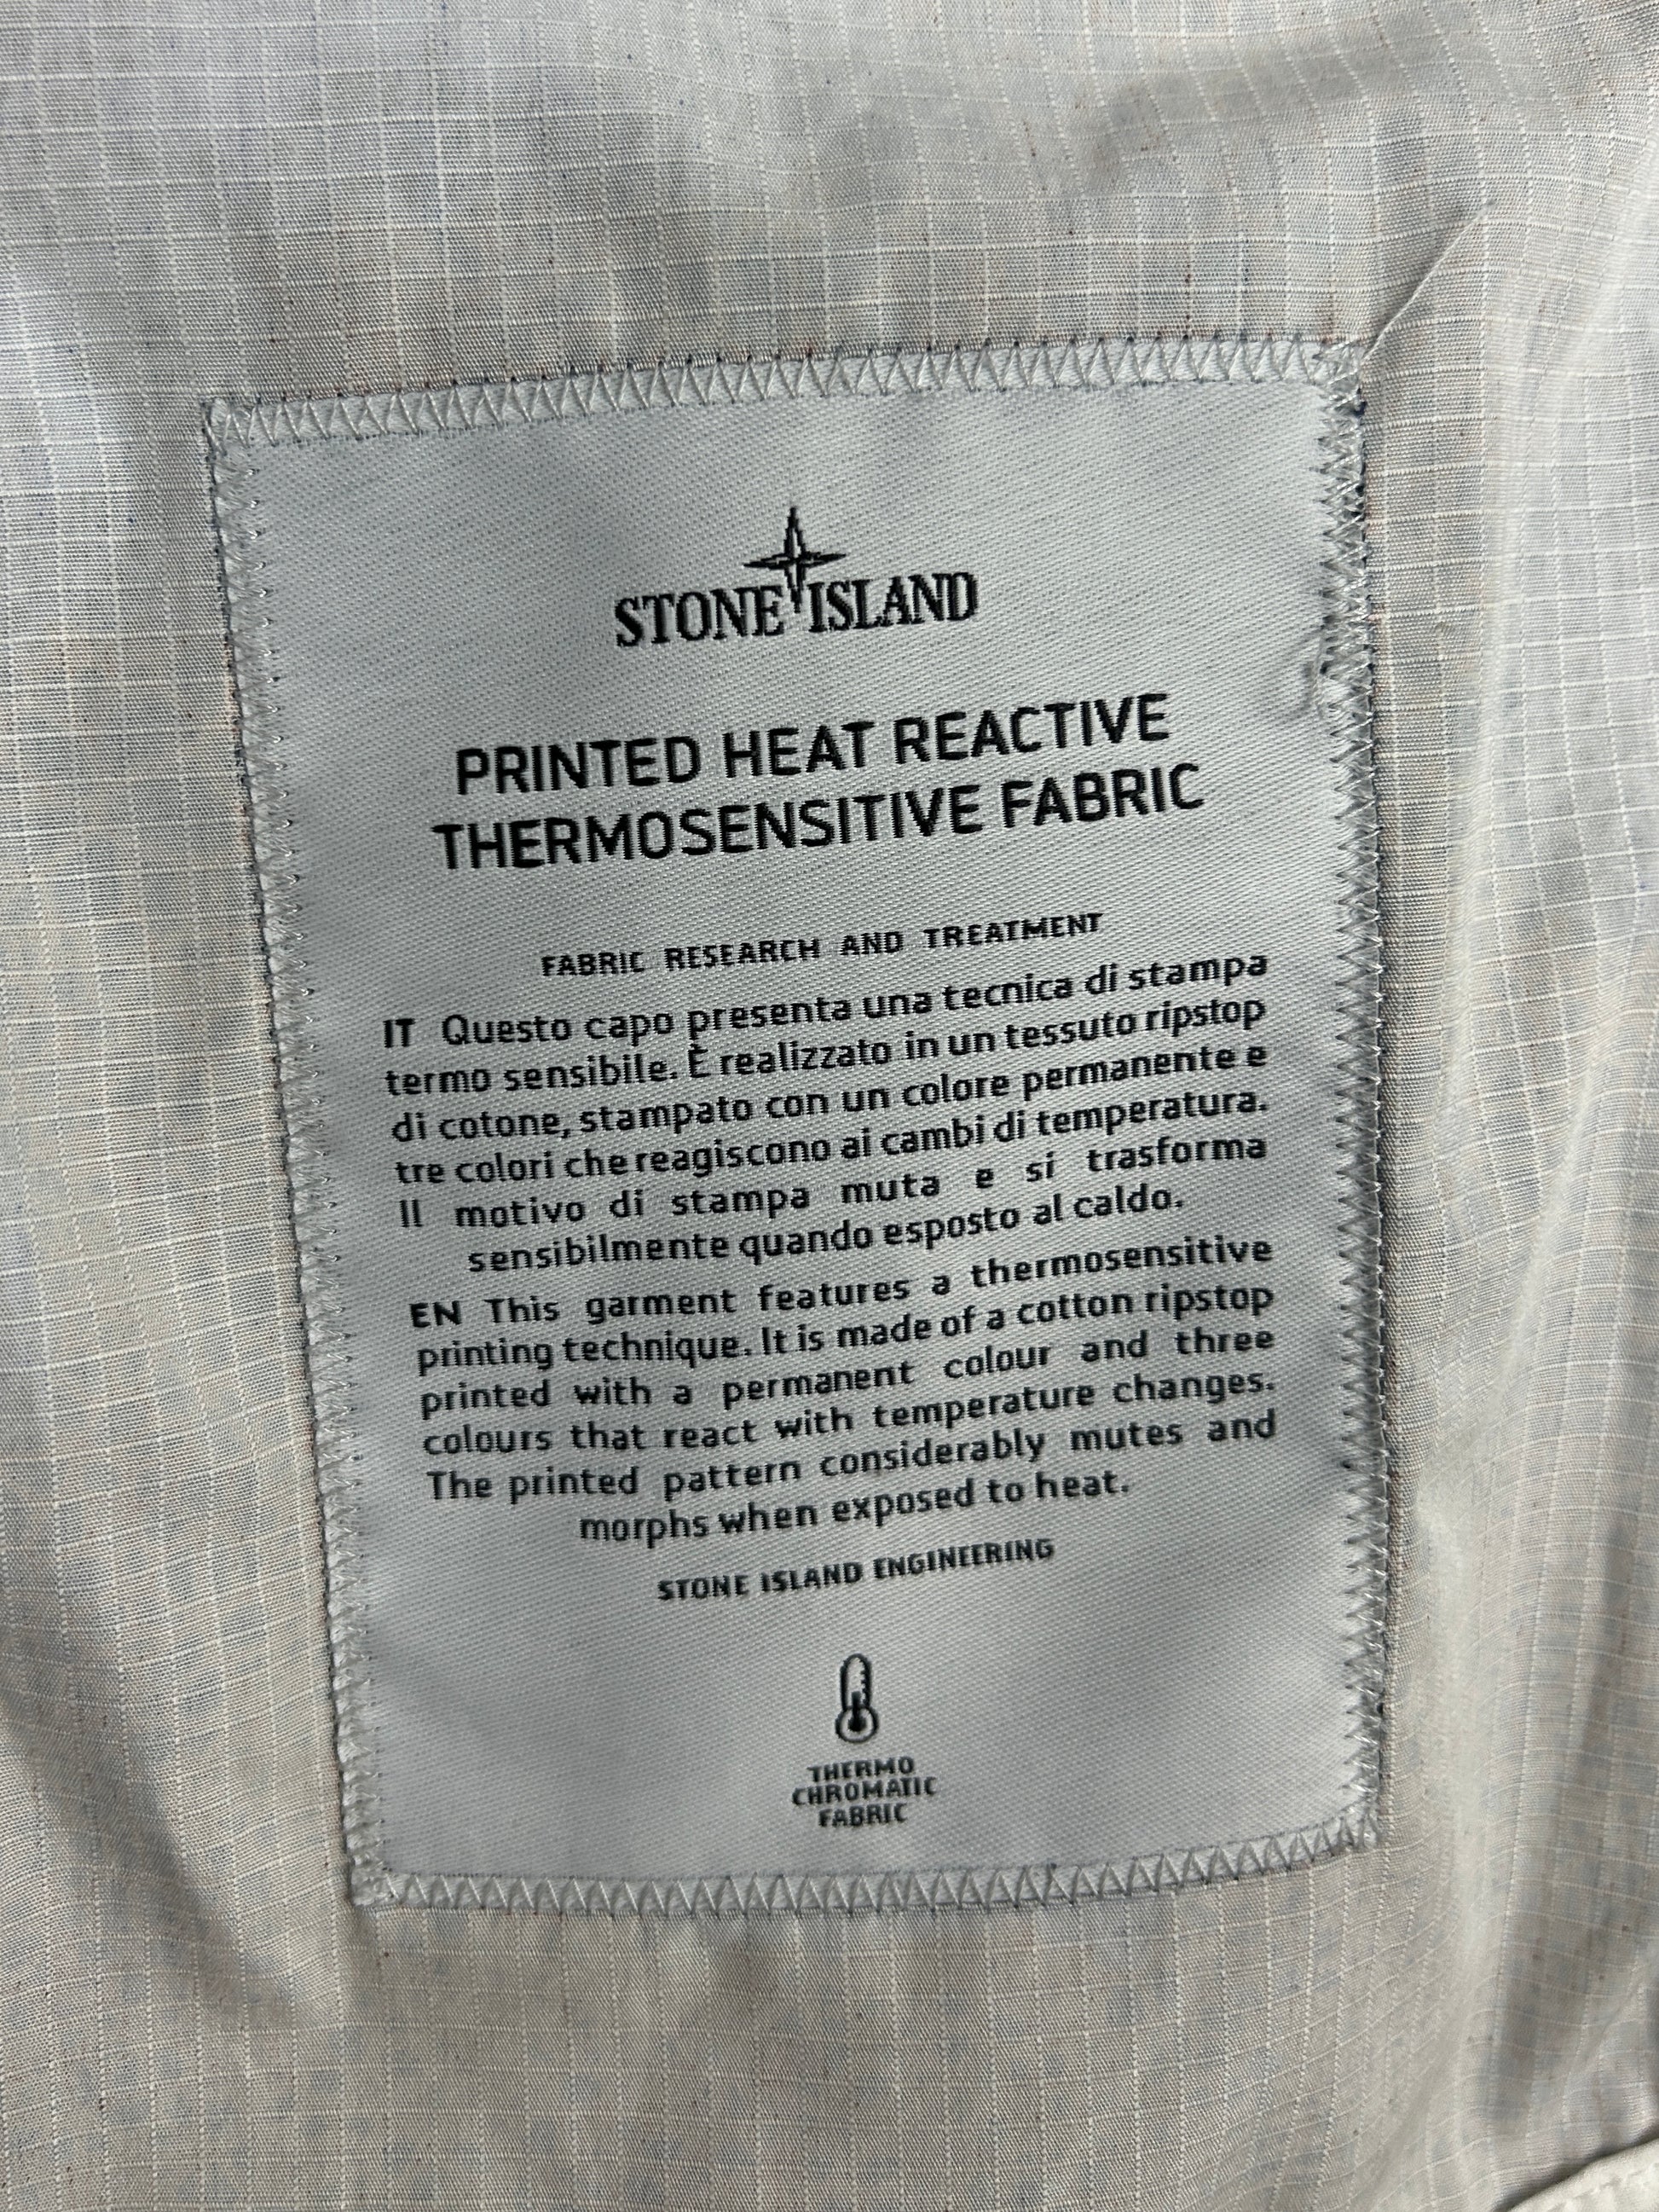 STONE ISLAND
PRINTED HEAT REACTIVE
THERMOSENSITIVE FABRIC
FABRIC RESEARCH AND TREATMENT
IT Questo capo presenta una tecnica di stampa
termo sensibile. È realizzato in un tessuto ripstop
di cotone, stampato con un colore permanente e
tre colori che reagiscono ai cambi di temperatura.
Il motivo di stampa muta e si trasforma
sensibilmente quando esposto al caldo.
EN This garment features a thermosensitive
printing technique. It is made of a cotton ripstop
printed with a permanent colour and three
colours that react with temperature changes.
The printed pattern considerably mutes and
morphs when exposed to heat.
STONE ISLAND ENGINEERING
THERMO
CHROMATIC
FABRIC